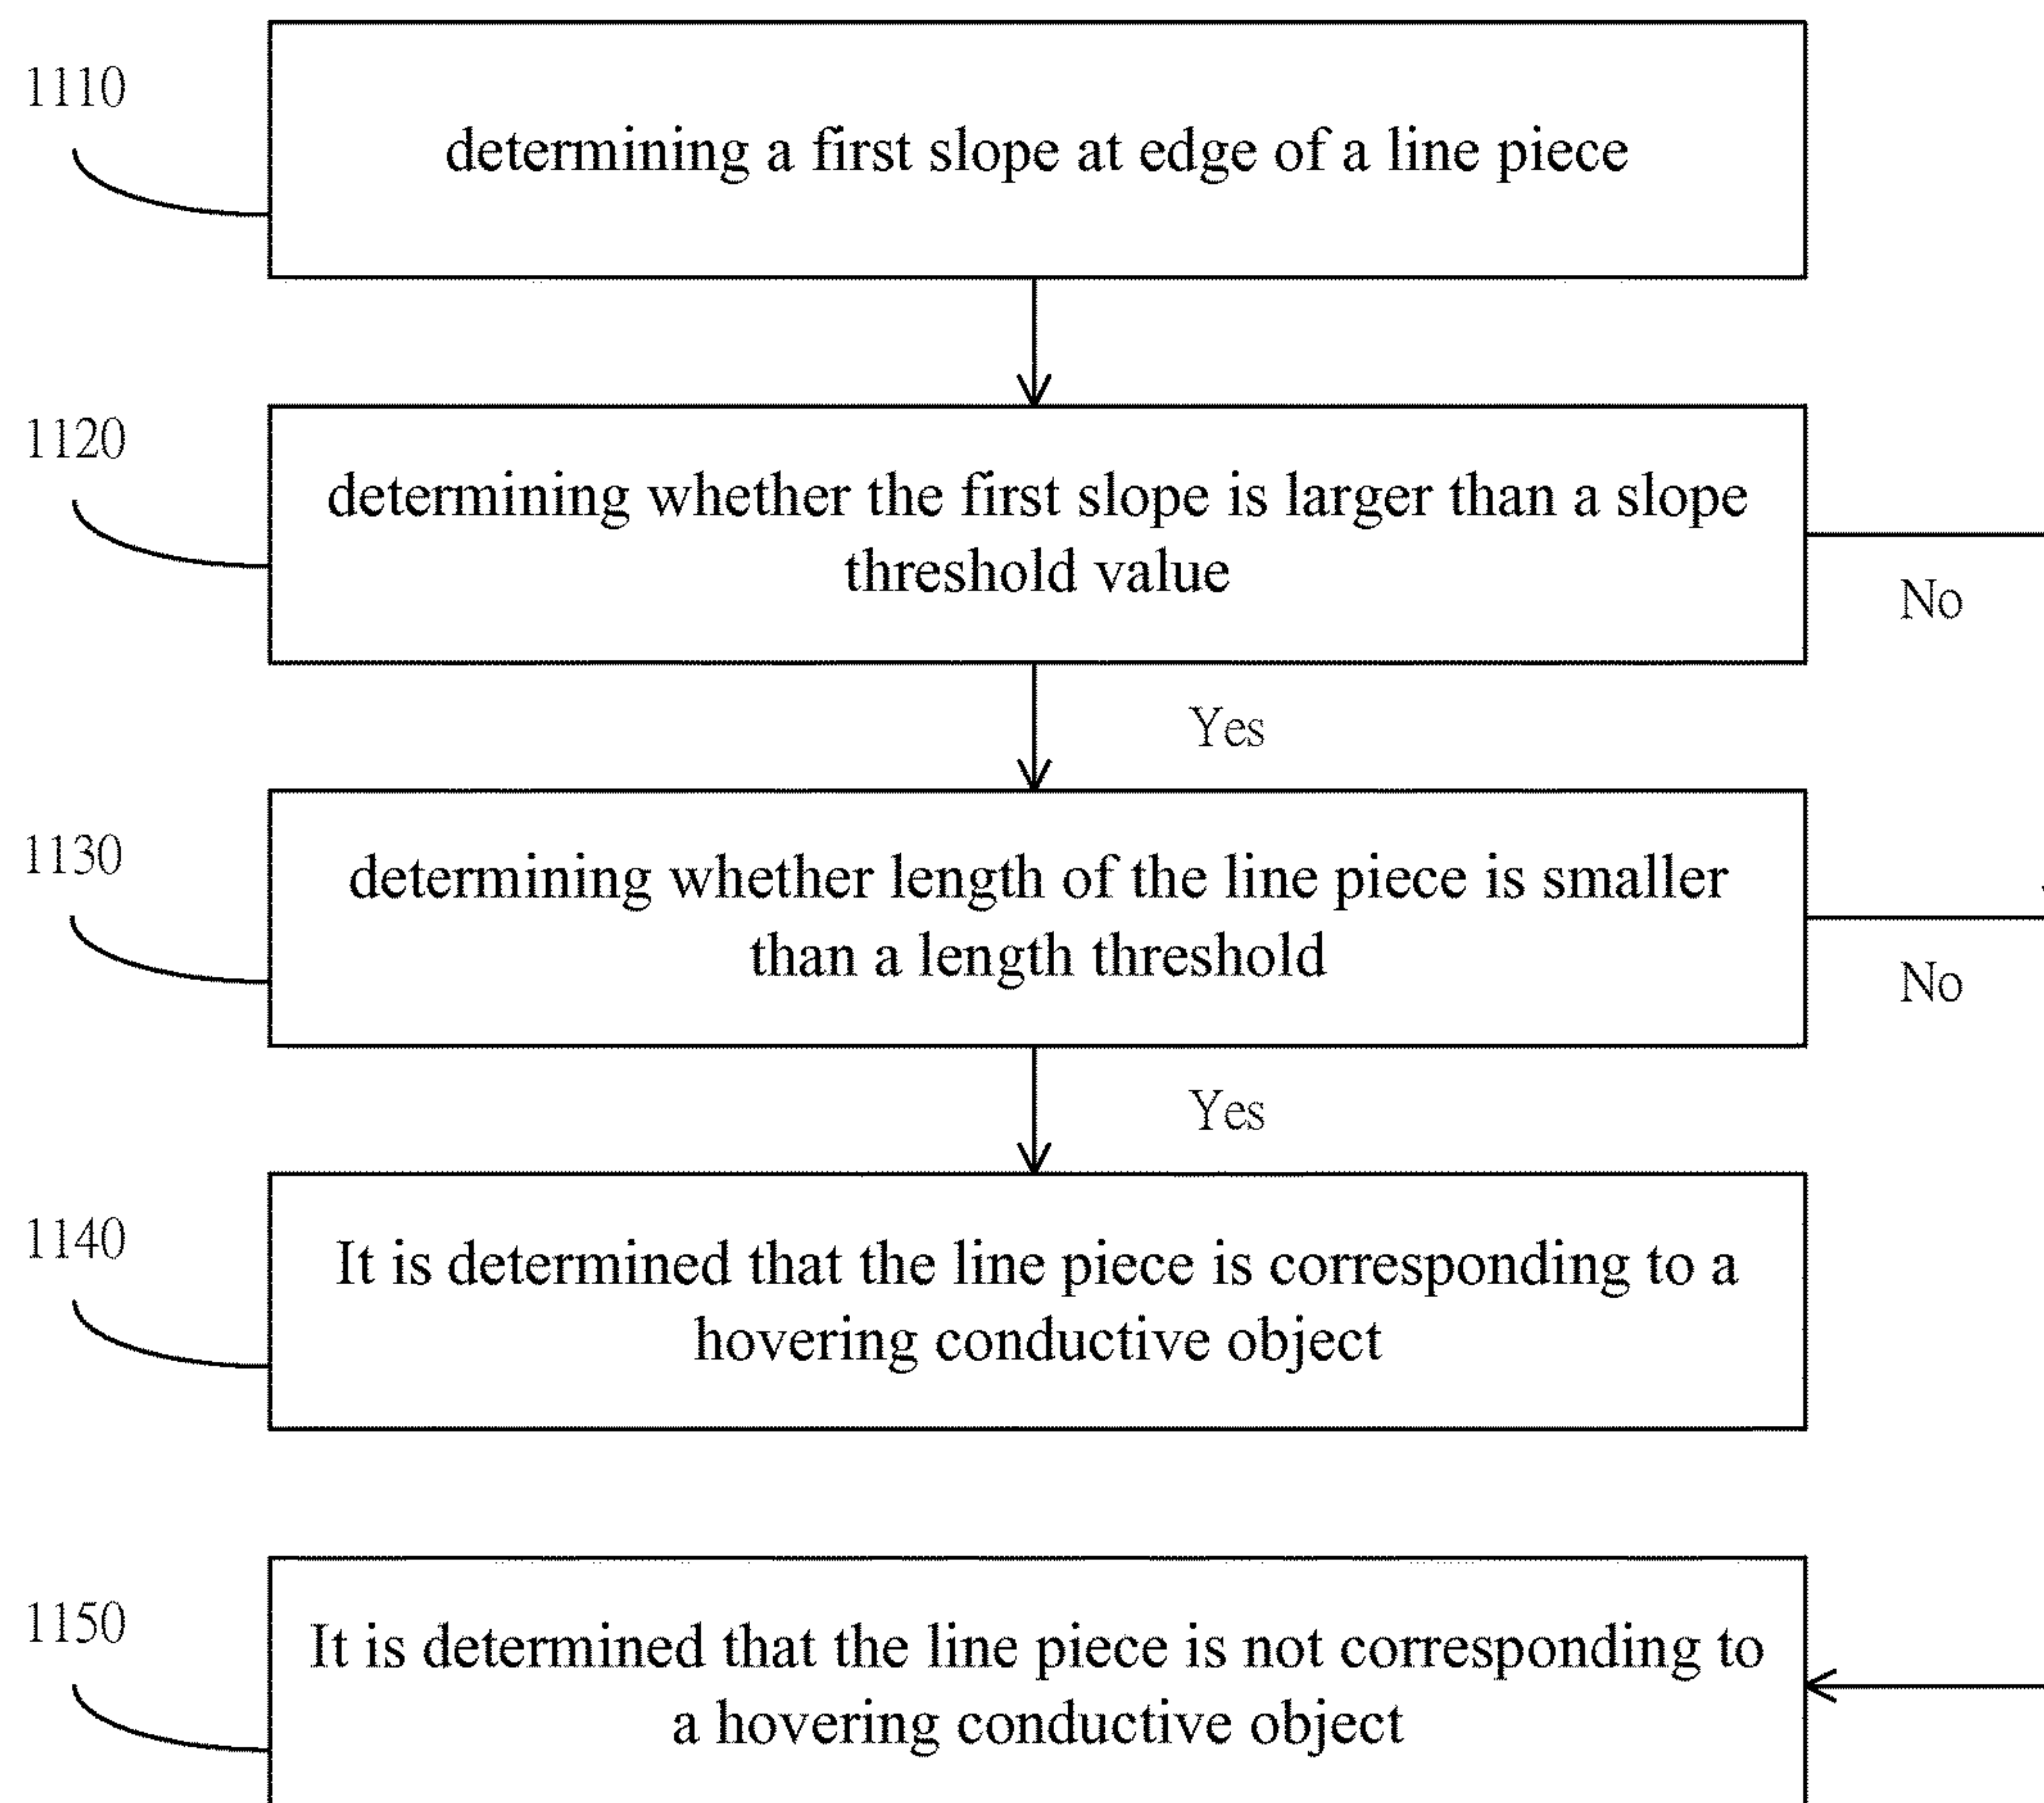 1110
determining a first slope at edge of a line piece
1120
determining whether the first slope is larger than a slope
threshold value
No
Yes
1130
determining whether length of the line piece is smaller
than a length threshold
No
Yes
1140
It is determined that the line piece is corresponding to a
hovering conductive object
1150
It is determined that the line piece is not corresponding to
a hovering conductive object